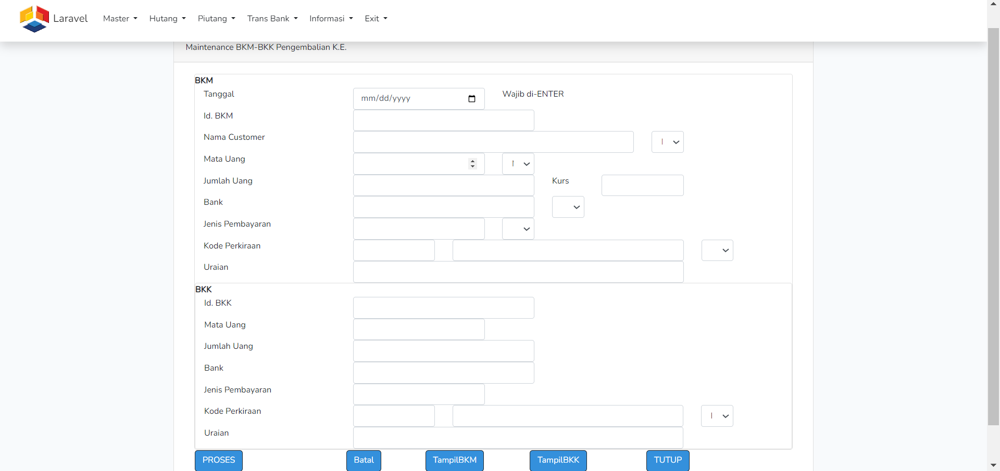 Laravel Master Hutang Piutang Trans Bank Informasi Exit
Maintenance BKM-BKK Pengembalian K.E.
BKM
Tanggal mm/dd/yyyy Wajib di-ENTER
Id. BKM
Nama Customer
Mata Uang
Jumlah Uang Kurs
Bank
Jenis Pembayaran
Kode Perkiraan
Uraian
BKK
Id. BKK
Mata Uang
Jumlah Uang
Bank
Jenis Pembayaran
Kode Perkiraan
Uraian
PROSES Batal TampilBKM TampilBKK TUTUP